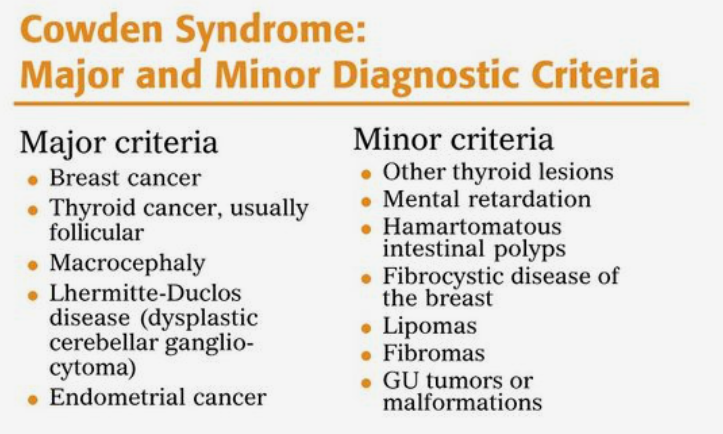 Cowden Syndrome:
Major and Minor Diagnostic Criteria
Major criteria
• Breast cancer
• Thyroid cancer, usually
follicular
• Macrocephaly
• Lhermitte-Duclos
disease (dysplastic
cerebellar ganglio-
cytoma)
• Endometrial cancer
Minor criteria
• Other thyroid lesions
• Mental retardation
• Hamartomatous
intestinal polyps
• Fibrocystic disease of
the breast
• Lipomas
• Fibromas
• GU tumors or
malformations